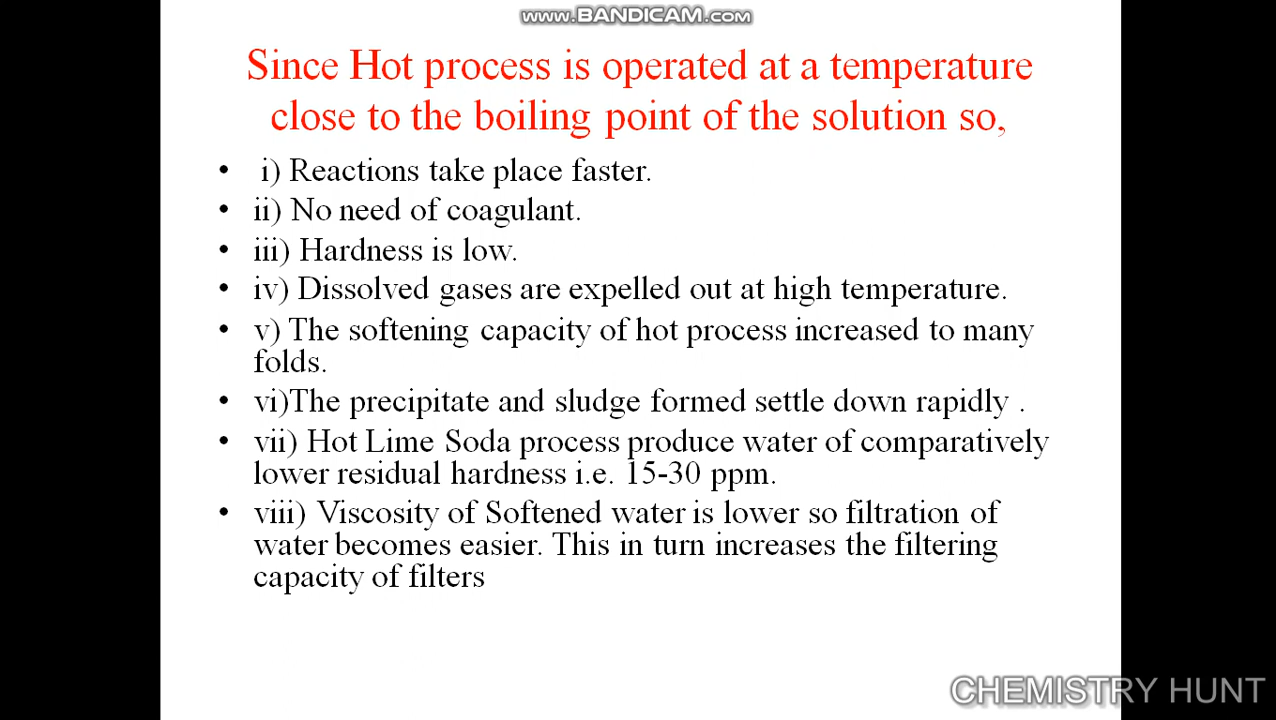 www.BANDICAM.com
Since Hot process is operated at a temperature
close to the boiling point of the solution so,
• i) Reactions take place faster.
• ii) No need of coagulant.
• iii) Hardness is low.
• iv) Dissolved gases are expelled out at high temperature.
• v) The softening capacity of hot process increased to many
folds.
• vi)The precipitate and sludge formed settle down rapidly .
• vii) Hot Lime Soda process produce water of comparatively
lower residual hardness i.e. 15-30 ppm.
• viii) Viscosity of Softened water is lower so filtration of
water becomes easier. This in turn increases the filtering
capacity of filters
CHEMISTRY HUNT